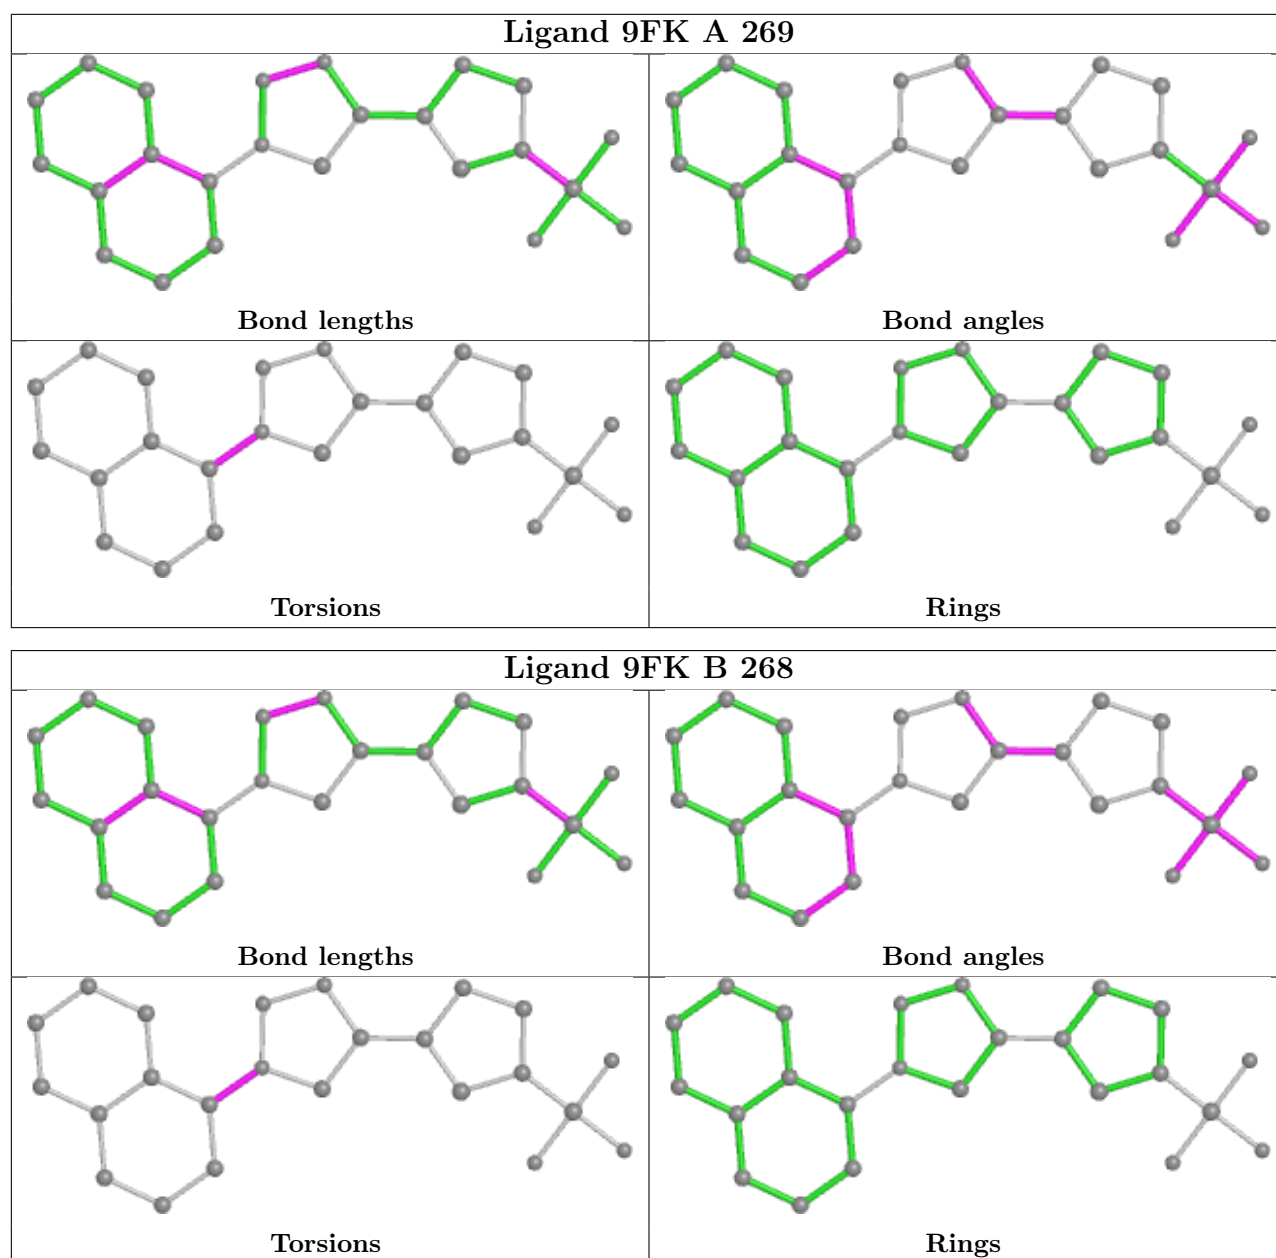 Ligand 9FK A 269
Bond lengths
Bond angles
Torsions
Rings
Ligand 9FK B 268
Bond lengths
Bond angles
Torsions
Rings